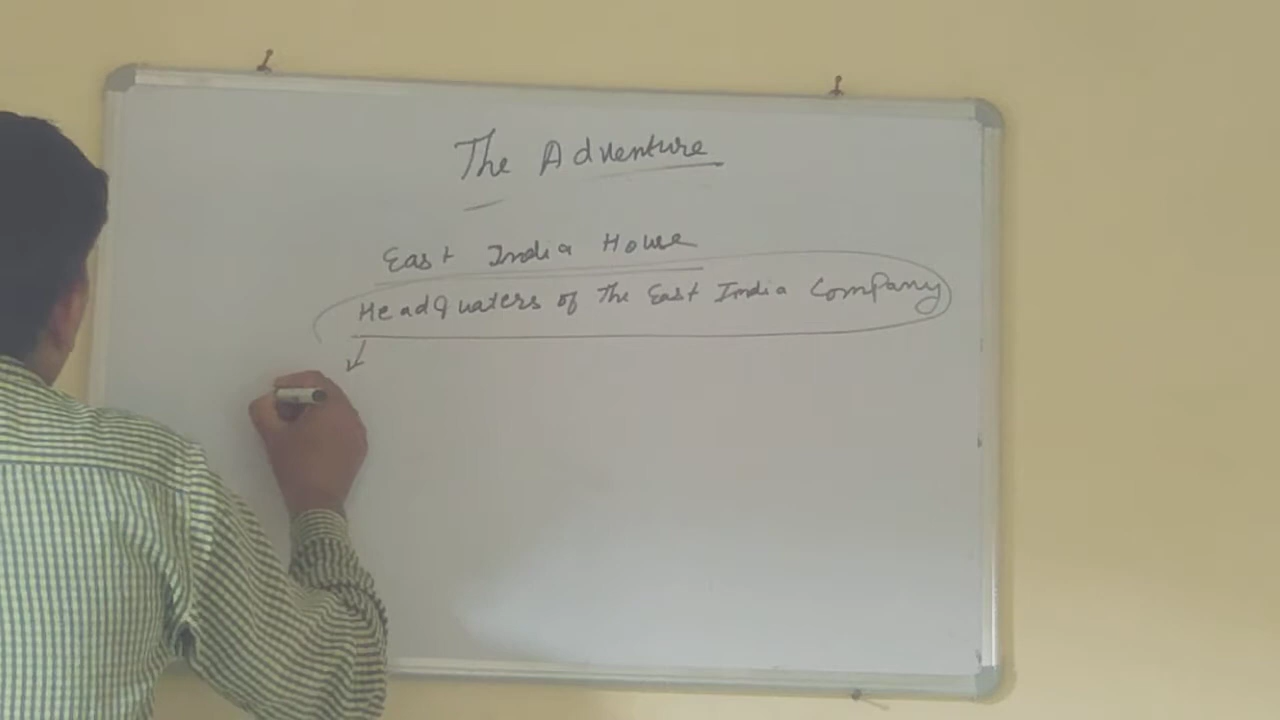 The Adventure
East India House
Headquaters of The East India Company